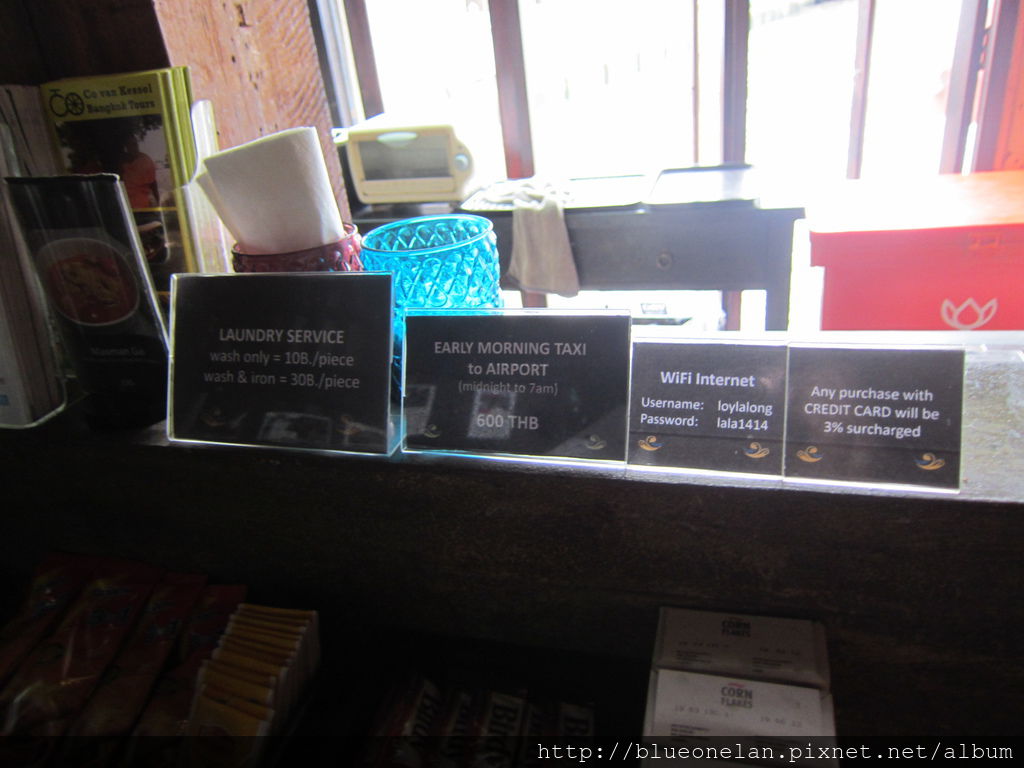 Co van Kessel
Bangkok Tours
LAUNDRY SERVICE
wash only = 10B./piece
wash & iron = 30B./piece
EARLY MORNING TAXI
to AIRPORT
(midnight to 7am)
600 THB
WiFi Internet
Username: loylalong
Password: lala1414
Any purchase with
CREDIT CARD will be
3% surcharged
CORN
FLAKES
CORN
FLAKES
http://blueonelan.pixnet.net/album